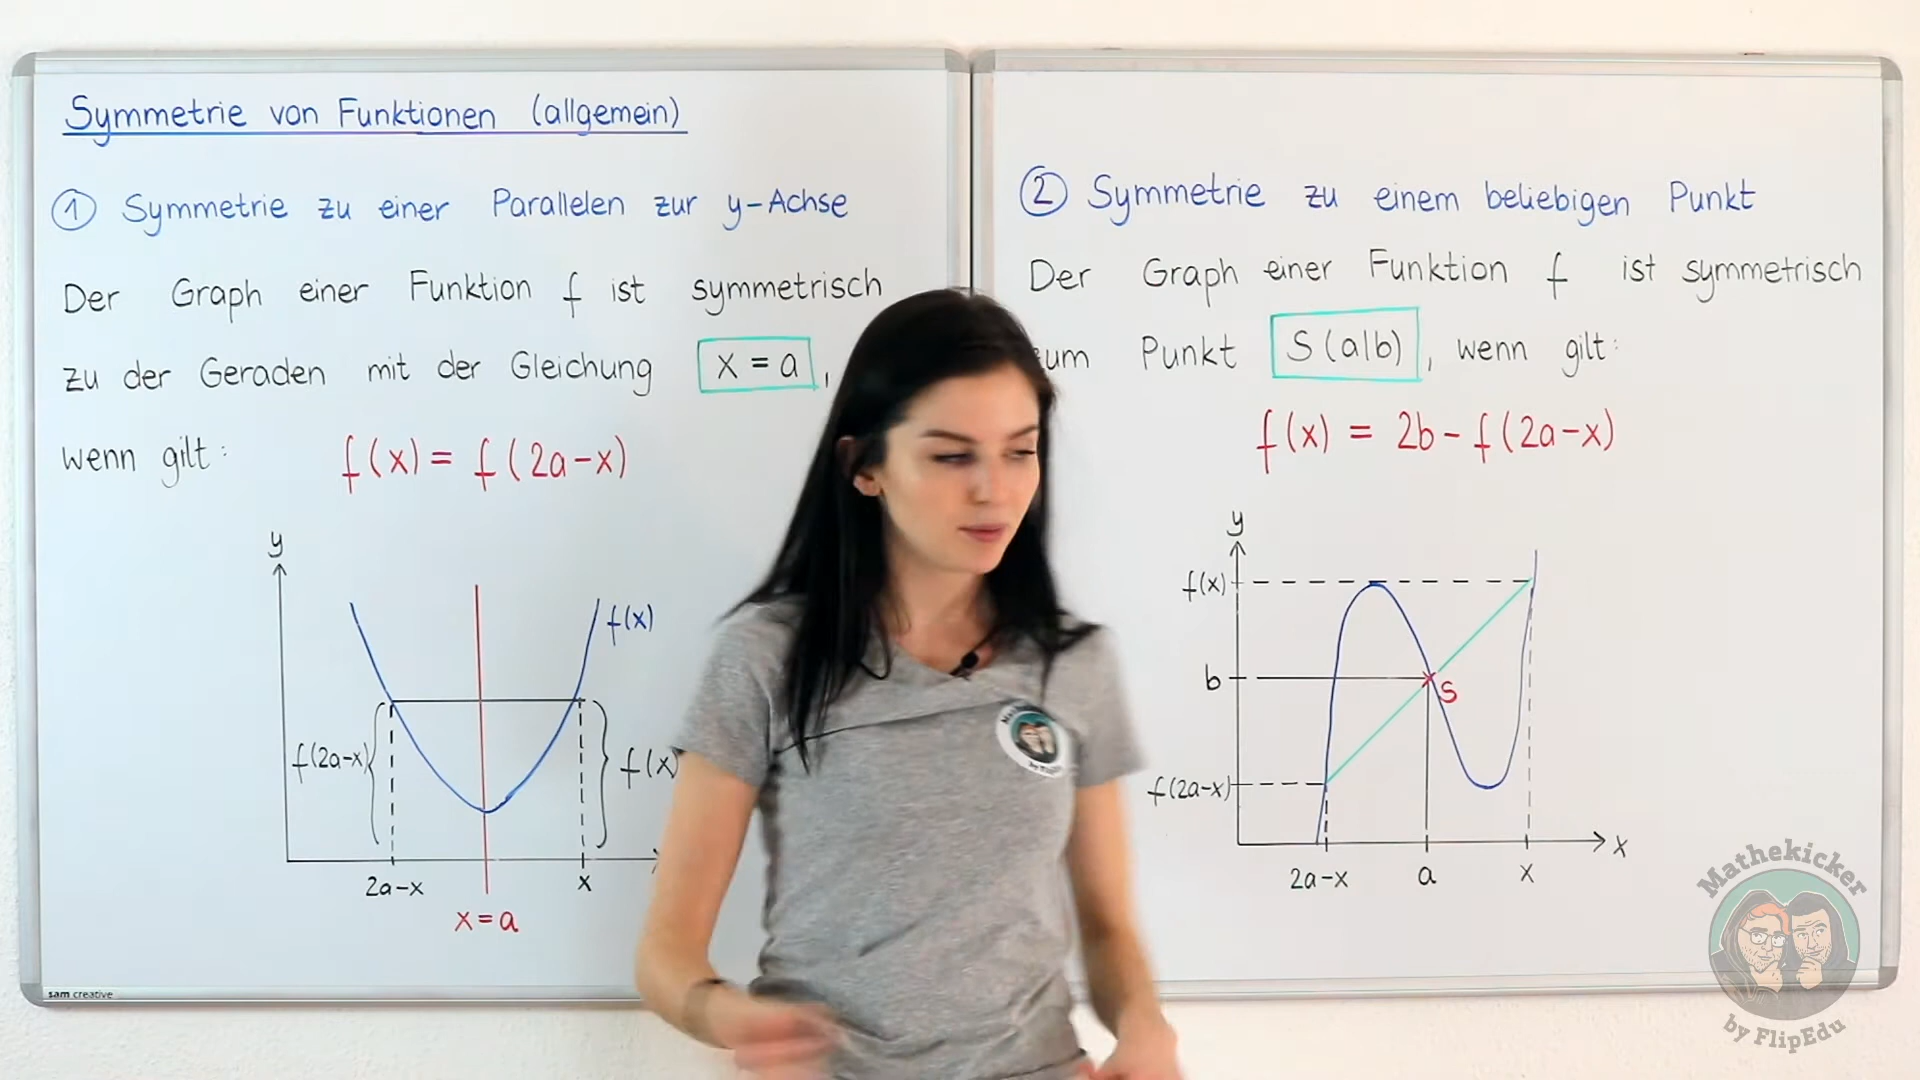 Symmetrie von Funktionen (allgemein)
① Symmetrie zu einer Parallelen zur y-Achse
Der Graph einer Funktion f ist symmetrisch
zu der Geraden mit der Gleichung x = a ,
wenn gilt: f(x) = f(2a-x)
y
f(x)
f(2a-x)
f(x)
2a-x
x
x=a
sam creative
② Symmetrie zu einem beliebigen Punkt
Der Graph einer Funktion f ist symmetrisch
Punkt S(a|b) , wenn gilt:
f(x) = 2b - f(2a-x)
y
f(x)
b
S
f(2a-x)
2a-x
a
x
x
Mathekicker
by FlipEdu